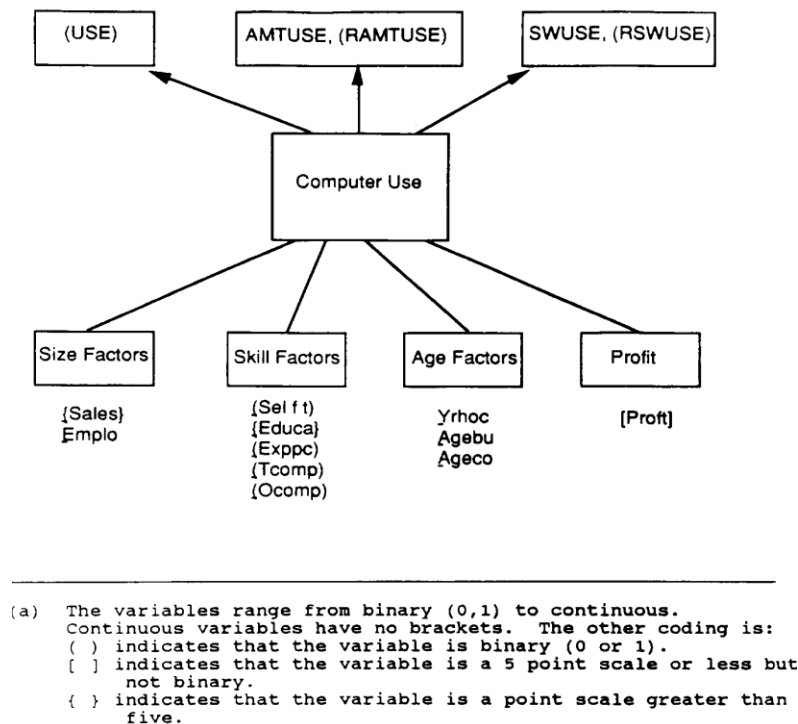 (USE)
AMTUSE, (RAMTUSE)
SWUSE, (RSWUSE)
Computer Use
Size Factors
Skill Factors
Age Factors
Profit
{Sales}
Emplo
(Sel f t)
{Educa}
(Exppc)
(Tcomp)
(Ocomp)
Yrhoc
Agebu
Ageco
[Proft]
(a) The variables range from binary (0,1) to continuous.
Continuous variables have no brackets. The other coding is:
( ) indicates that the variable is binary (0 or 1).
[ ] indicates that the variable is a 5 point scale or less but
not binary.
{ } indicates that the variable is a point scale greater than
five.